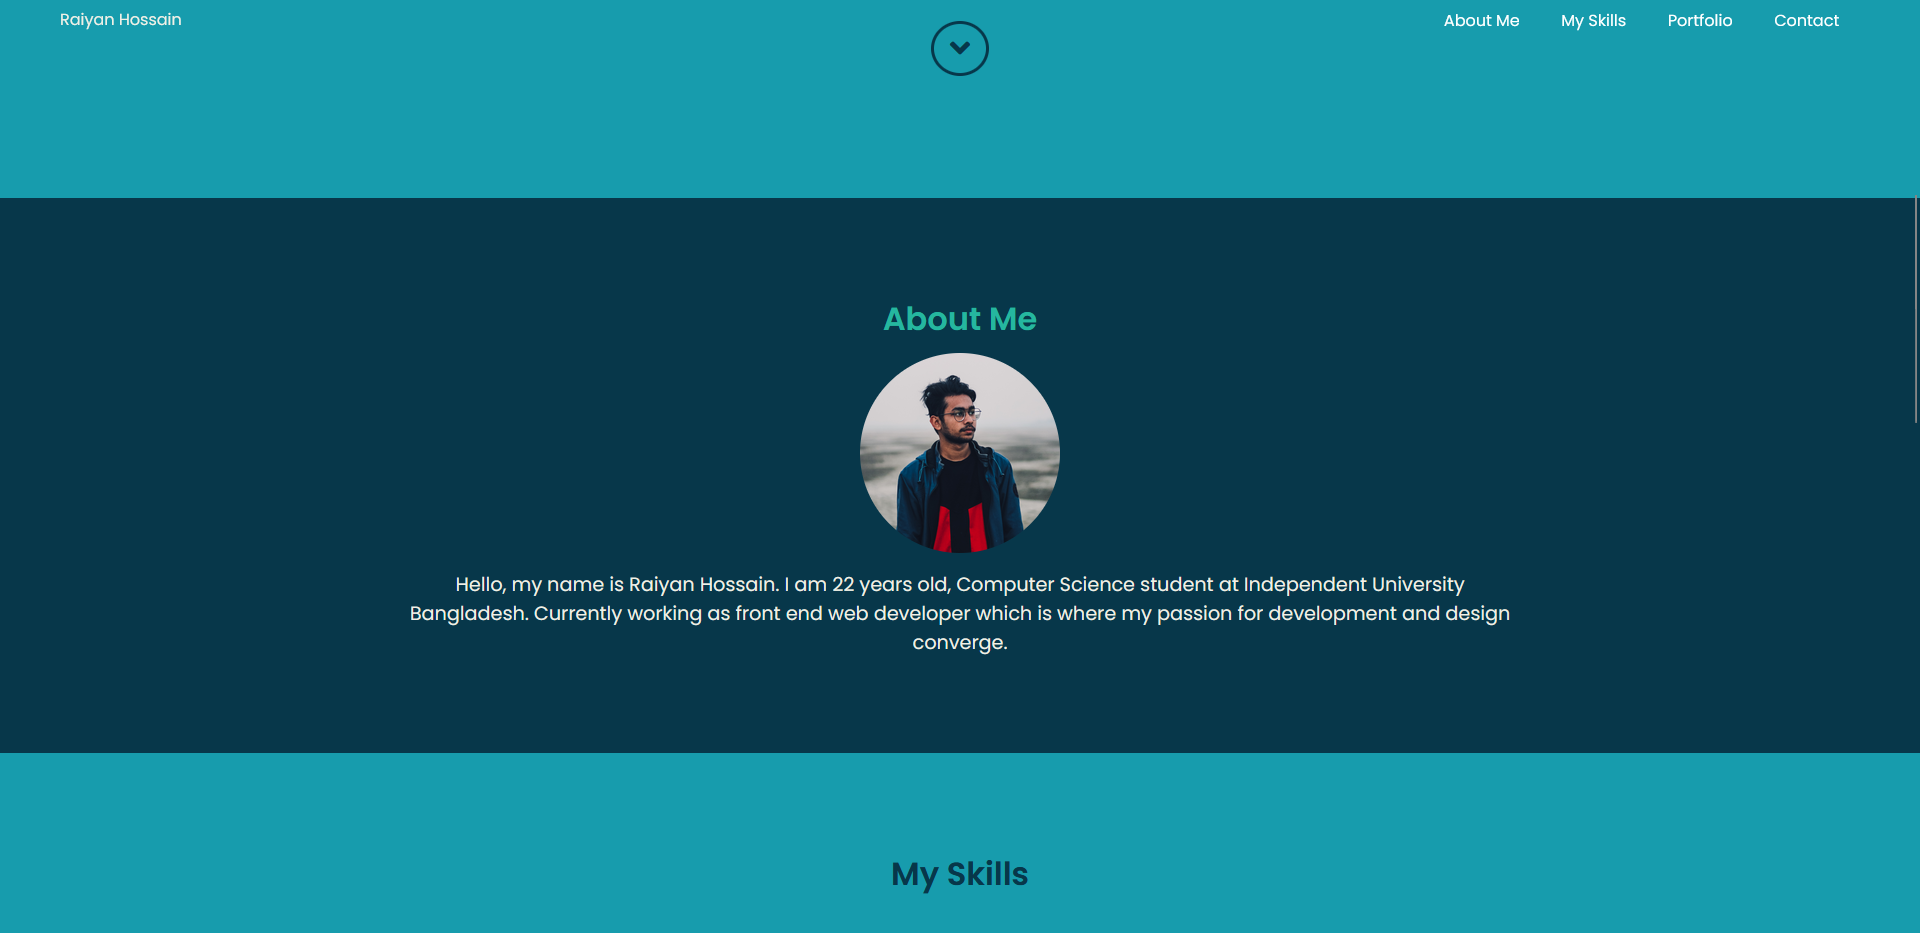 Raiyan Hossain
About Me
My Skills
Portfolio
Contact
About Me
Hello, my name is Raiyan Hossain. I am 22 years old, Computer Science student at Independent University
Bangladesh. Currently working as front end web developer which is where my passion for development and design
converge.
My Skills